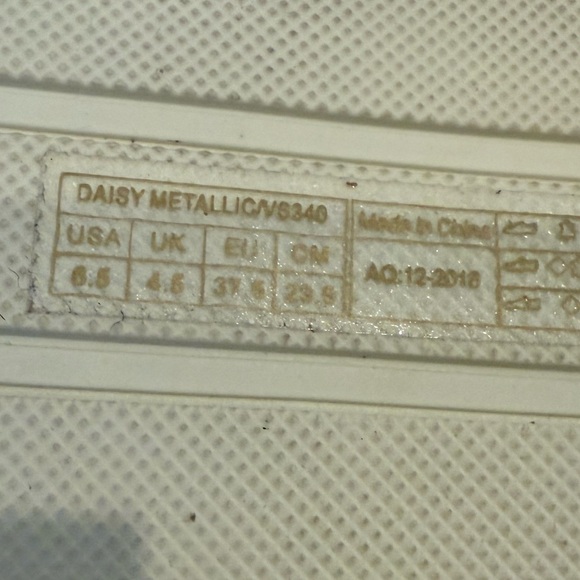 DAISY METALLIC/VS340
USA UK EU CM
6.5 4.5 37.5 23.5
Made in China
AQ:12-2016